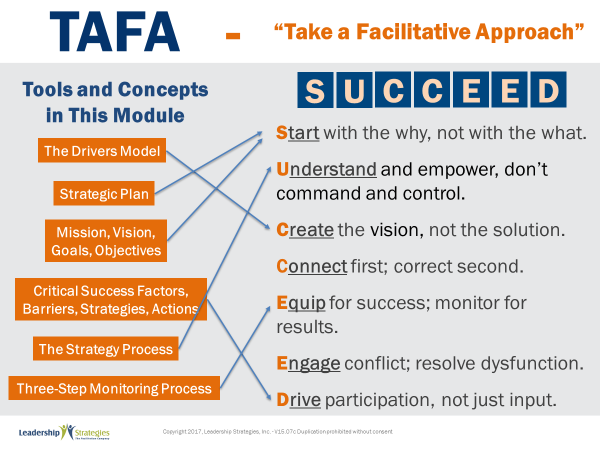 TAFA - “Take a Facilitative Approach”
Tools and Concepts
in This Module
The Drivers Model
Strategic Plan
Mission, Vision,
Goals, Objectives
Critical Success Factors,
Barriers, Strategies, Actions
The Strategy Process
Three-Step Monitoring Process
SUCCEED
Start with the why, not with the what.
Understand and empower, don’t
command and control.
Create the vision, not the solution.
Connect first; correct second.
Equip for success; monitor for
results.
Engage conflict; resolve dysfunction.
Drive participation, not just input.
Leadership Strategies
The Facilitation Company
Copyright 2017, Leadership Strategies, Inc. - v15.07c Duplication prohibited without consent